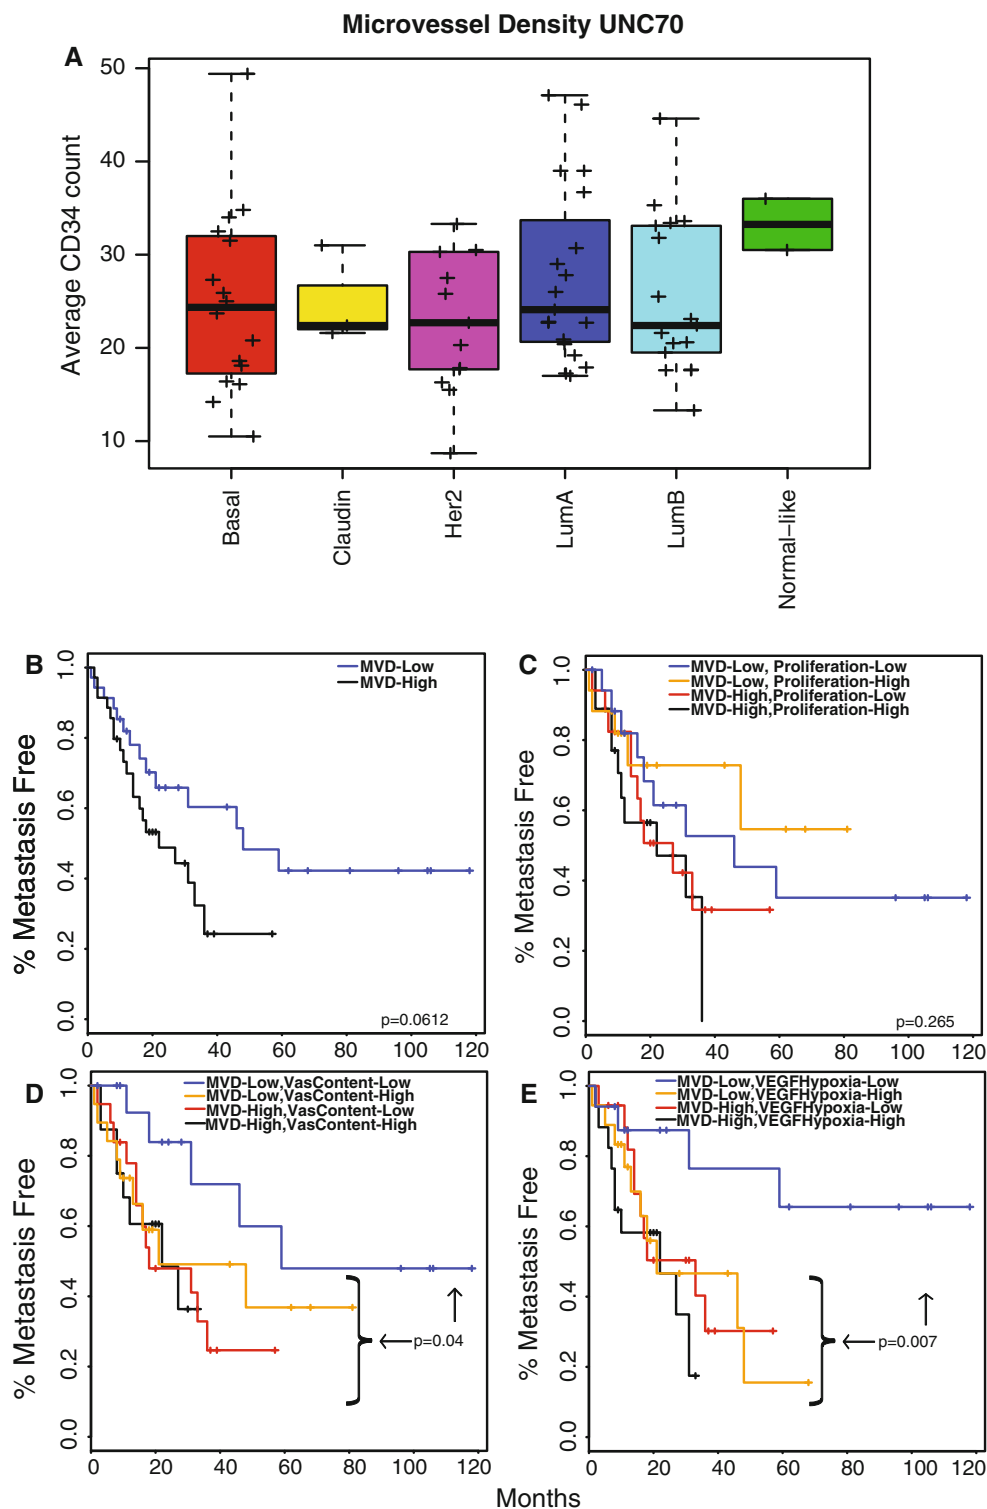 Microvessel Density UNC70
A
Average CD34 count
50
40
30
20
10
Basal
Claudin
Her2
LumA
LumB
Normal-like
B
% Metastasis Free
1.0
0.8
0.6
0.4
0.2
0.0
MVD-Low
MVD-High
p=0.0612
0 20 40 60 80 100 120
C
% Metastasis Free
1.0
0.8
0.6
0.4
0.2
0.0
MVD-Low, Proliferation-Low
MVD-Low, Proliferation-High
MVD-High,Proliferation-Low
MVD-High,Proliferation-High
p=0.265
0 20 40 60 80 100 120
D
% Metastasis Free
1.0
0.8
0.6
0.4
0.2
0.0
MVD-Low,VasContent-Low
MVD-Low,VasContent-High
MVD-High,VasContent-Low
MVD-High,VasContent-High
p=0.04
0 20 40 60 80 100 120
E
% Metastasis Free
1.0
0.8
0.6
0.4
0.2
0.0
MVD-Low,VEGFHypoxia-Low
MVD-Low,VEGFHypoxia-High
MVD-High,VEGFHypoxia-Low
MVD-High,VEGFHypoxia-High
p=0.007
0 20 40 60 80 100 120
Months